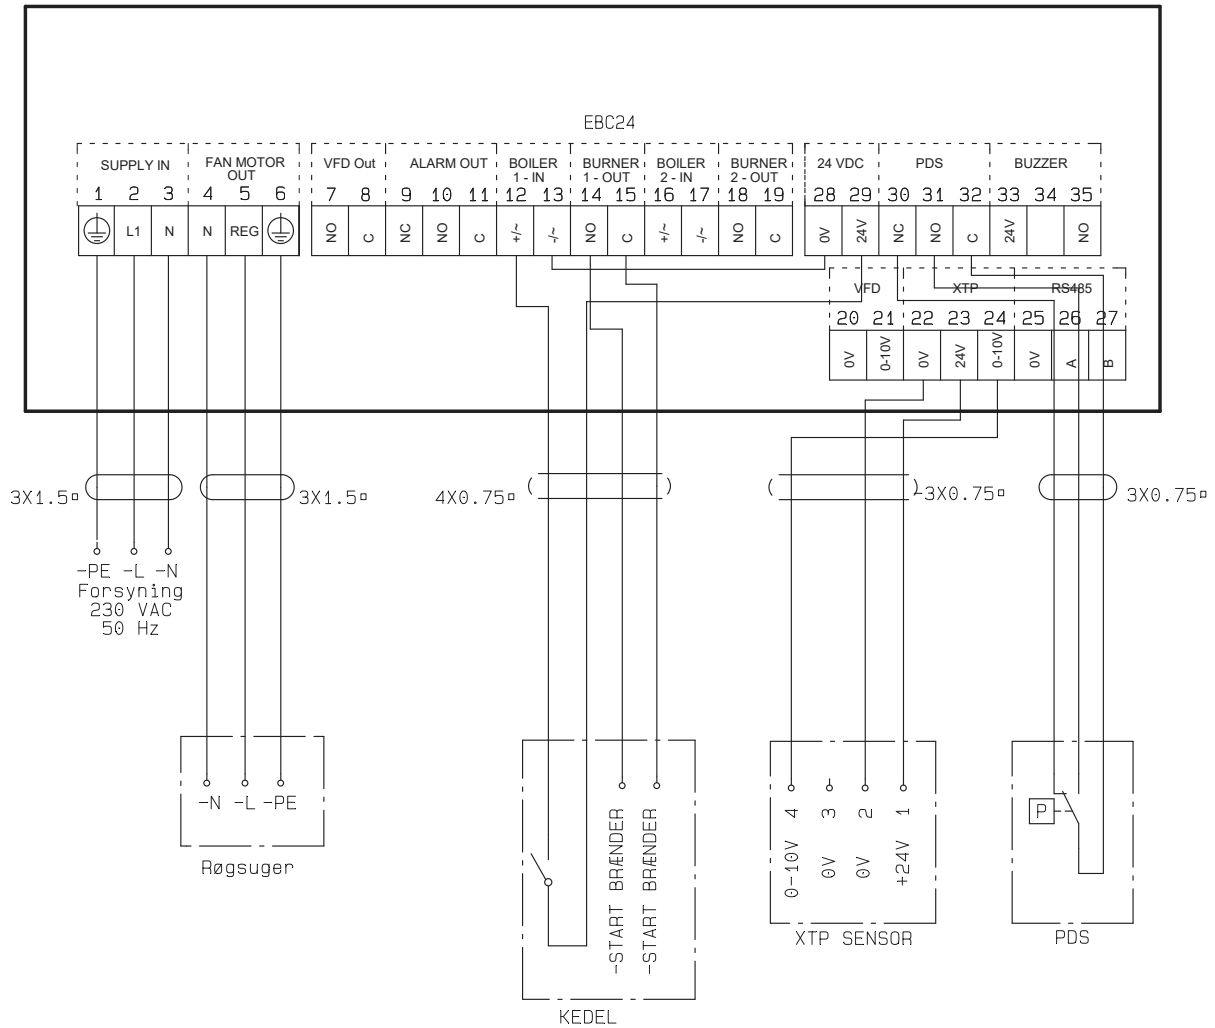 EBC24
SUPPLY IN FAN MOTOR OUT VFD Out ALARM OUT BOILER 1 - IN BURNER 1 - OUT BOILER 2 - IN BURNER 2 - OUT 24 VDC PDS BUZZER
1 2 3 4 5 6 7 8 9 10 11 12 13 14 15 16 17 18 19 28 29 30 31 32 33 34 35
L1 N N REG NO C NC NO C +/~ -/~ NO C +/~ -/~ NO C 0V 24V NC NO C 24V NO
VFD XTP RS485
20 21 22 23 24 25 26 27
0V 0-10V 0V 24V 0-10V 0V A B
3X1.5▫ 3X1.5▫ 4X0.75▫ 3X0.75▫ 3X0.75▫
-PE -L -N
Forsyning
230 VAC
50 Hz
-N -L -PE
Røgsuger
-START BRÆNDER
-START BRÆNDER
KEDEL
4 3 2 1
0-10V 0V 0V +24V
XTP SENSOR
P
PDS